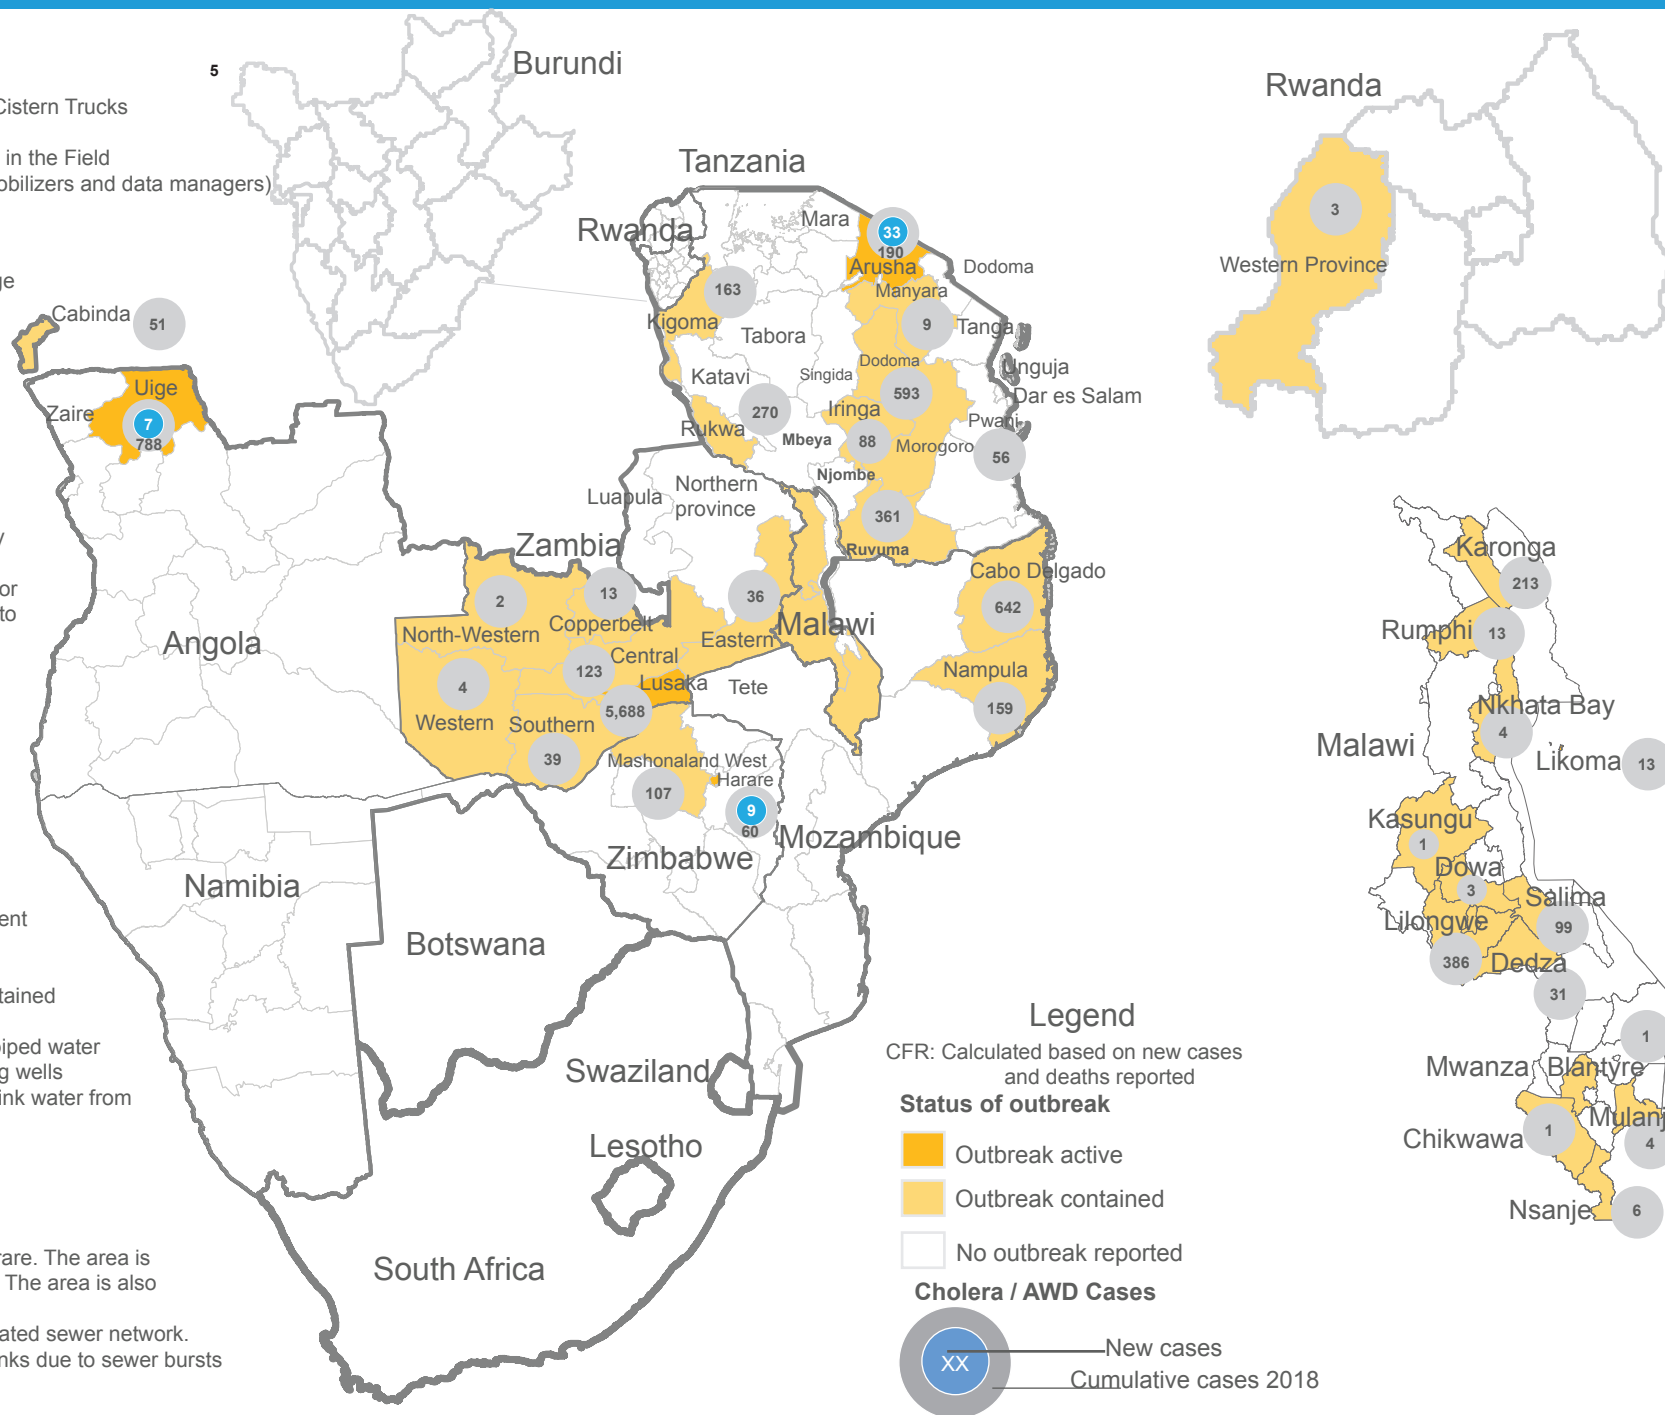 5
Cistern Trucks
in the Field
obilizers and data managers)
ge
y
or
to
ent
tained
piped water
g wells
ink water from
rare. The area is
The area is also
ated sewer network.
nks due to sewer bursts
Burundi
Tanzania
Rwanda
Mara
33
190
Arusha
Dodoma
Manyara
163
Kigoma
9
Tanga
Tabora
Unguja
Dodoma
Katavi
Singida
593
Dar es Salam
270
Iringa
Pwani
Rukwa
Mbeya
88
Morogoro
56
Njombe
361
Ruvuma
Cabinda
51
Uige
Zaire
7
788
Angola
Luapula
Northern
province
Zambia
2
13
36
North-Western
Copperbelt
Eastern
Malawi
Central
123
4
Lusaka
Tete
Western
Southern
5,688
39
Cabo Delgado
642
Nampula
159
Mashonaland West
Harare
107
9
60
Mozambique
Zimbabwe
Namibia
Botswana
Swaziland
Lesotho
South Africa
Rwanda
3
Western Province
Karonga
213
Rumphi
13
Nkhata Bay
4
Malawi
Likoma
13
Kasungu
1
Dowa
3
Salima
Lilongwe
99
386
Dedza
31
1
Mwanza
Blantyre
Mulanj
Chikwawa
1
4
Nsanje
6
Legend
CFR: Calculated based on new cases
and deaths reported
Status of outbreak
Outbreak active
Outbreak contained
No outbreak reported
Cholera / AWD Cases
XX
New cases
Cumulative cases 2018